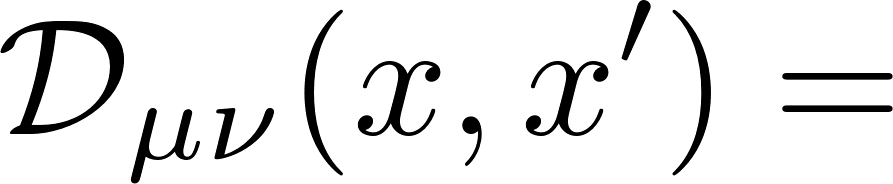 𝒟_{μν}(x, x′) =